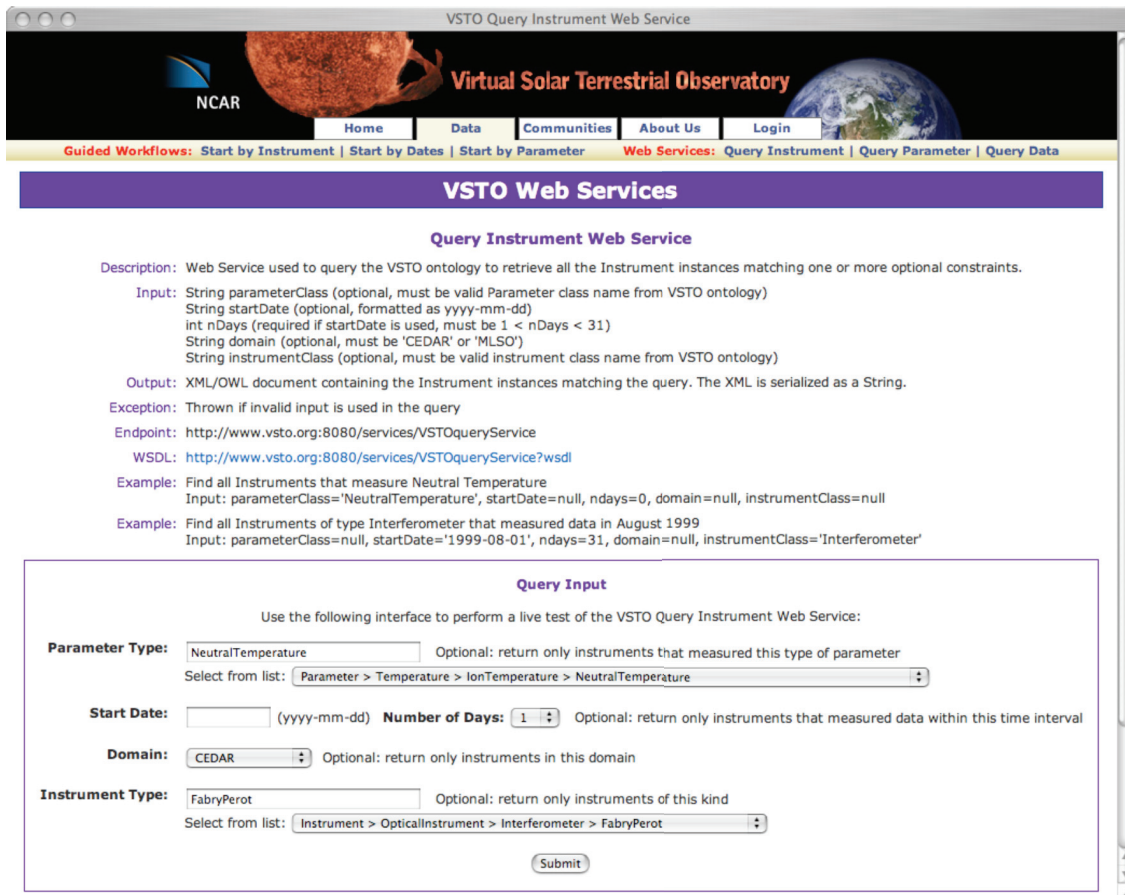 VSTO Query Instrument Web Service
NCAR
Virtual Solar Terrestrial Observatory
Home Data Communities About Us Login
Guided Workflows: Start by Instrument | Start by Dates | Start by Parameter Web Services: Query Instrument | Query Parameter | Query Data
VSTO Web Services
Query Instrument Web Service
Description: Web Service used to query the VSTO ontology to retrieve all the Instrument instances matching one or more optional constraints.
Input: String parameterClass (optional, must be valid Parameter class name from VSTO ontology)
String startDate (optional, formatted as yyyy-mm-dd)
int nDays (required if startDate is used, must be 1 < nDays < 31)
String domain (optional, must be 'CEDAR' or 'MLSO')
String instrumentClass (optional, must be valid instrument class name from VSTO ontology)
Output: XML/OWL document containing the Instrument instances matching the query. The XML is serialized as a String.
Exception: Thrown if invalid input is used in the query
Endpoint: http://www.vsto.org:8080/services/VSTOqueryService
WSDL: http://www.vsto.org:8080/services/VSTOqueryService?wsdl
Example: Find all Instruments that measure Neutral Temperature
Input: parameterClass='NeutralTemperature', startDate=null, ndays=0, domain=null, instrumentClass=null
Example: Find all Instruments of type Interferometer that measured data in August 1999
Input: parameterClass=null, startDate='1999-08-01', ndays=31, domain=null, instrumentClass='Interferometer'
Query Input
Use the following interface to perform a live test of the VSTO Query Instrument Web Service:
Parameter Type: NeutralTemperature Optional: return only instruments that measured this type of parameter
Select from list: Parameter > Temperature > IonTemperature > NeutralTemperature
Start Date: (yyyy-mm-dd) Number of Days: 1 Optional: return only instruments that measured data within this time interval
Domain: CEDAR Optional: return only instruments in this domain
Instrument Type: FabryPerot Optional: return only instruments of this kind
Select from list: Instrument > OpticalInstrument > Interferometer > FabryPerot
Submit